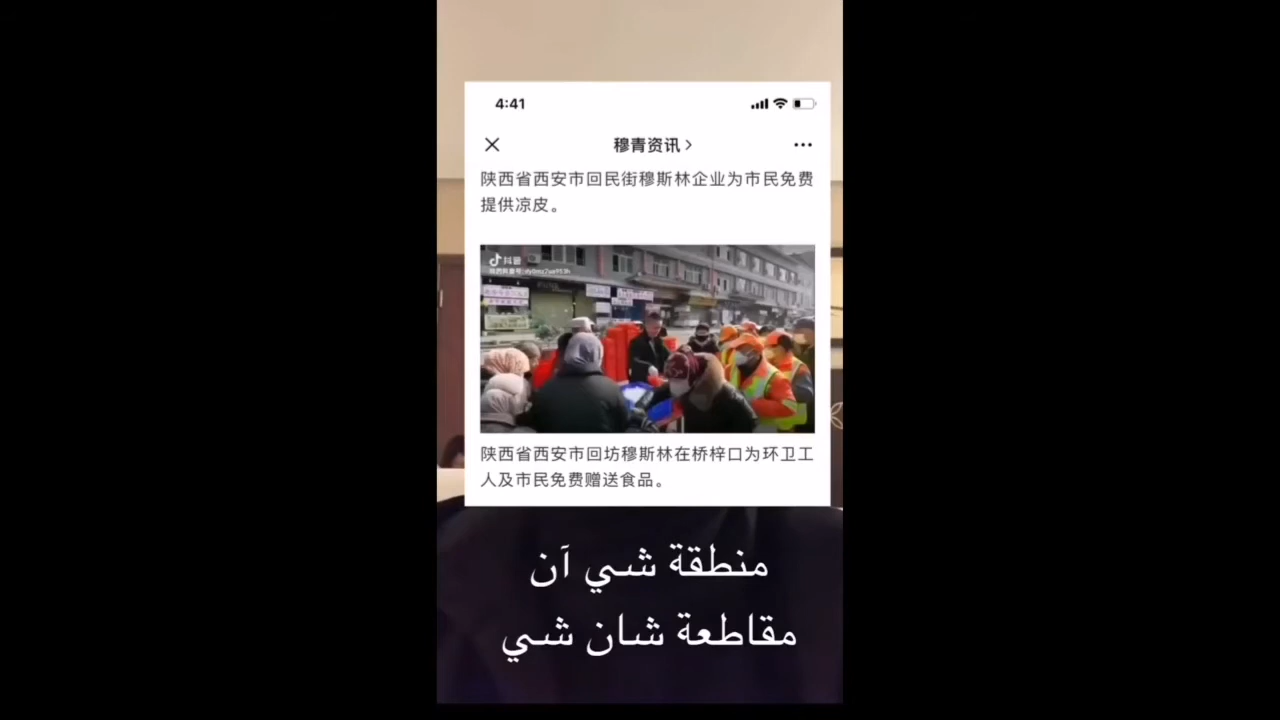 4:41
穆青资讯
陕西省西安市回民街穆斯林企业为市民免费
提供凉皮。
抖音
陕西省西安市回坊穆斯林在桥梓口为环卫工
人及市民免费赠送食品。
منطقة شي آن
مقاطعة شان شي